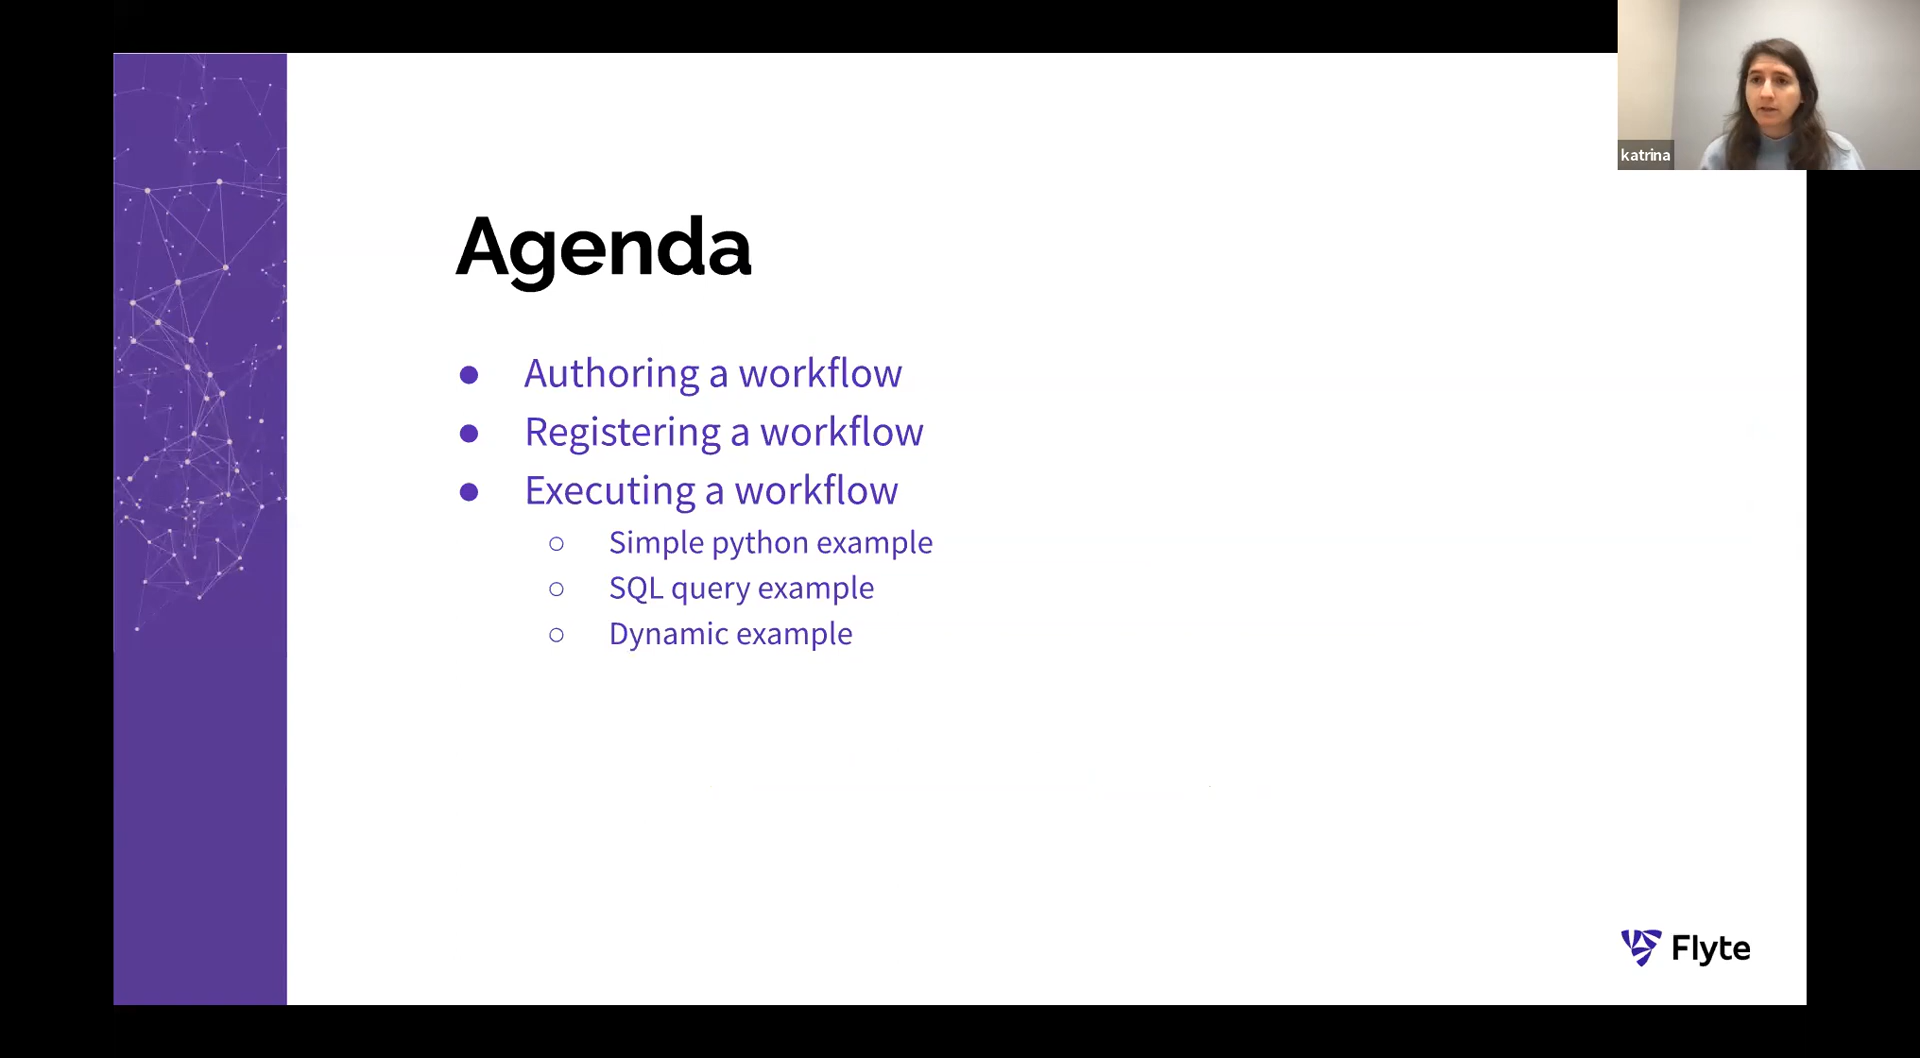 katrina
Agenda
● Authoring a workflow
● Registering a workflow
● Executing a workflow
○ Simple python example
○ SQL query example
○ Dynamic example
Flyte